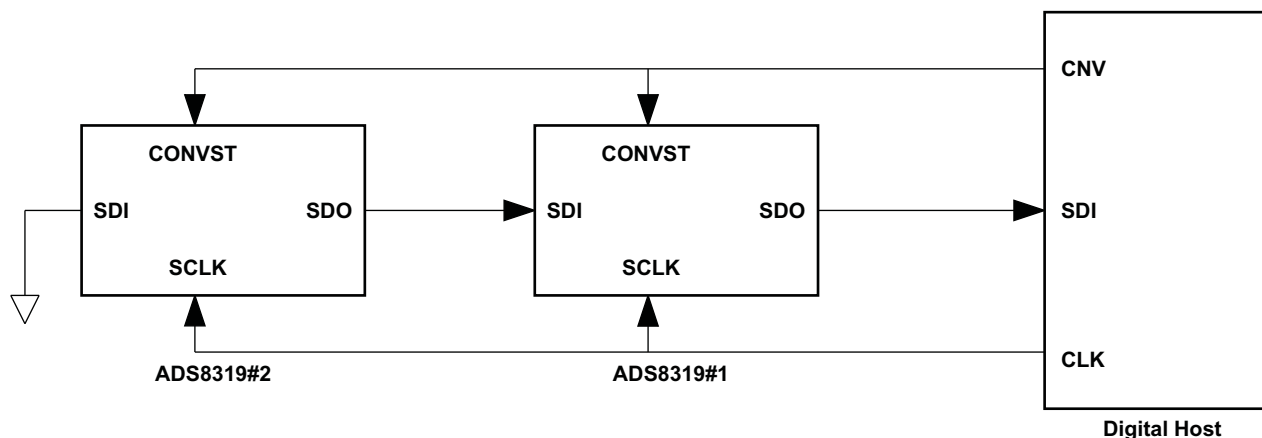 CNV
CONVST
CONVST
SDI
SDO
SDI
SDO
SDI
SCLK
SCLK
CLK
ADS8319#2
ADS8319#1
Digital Host